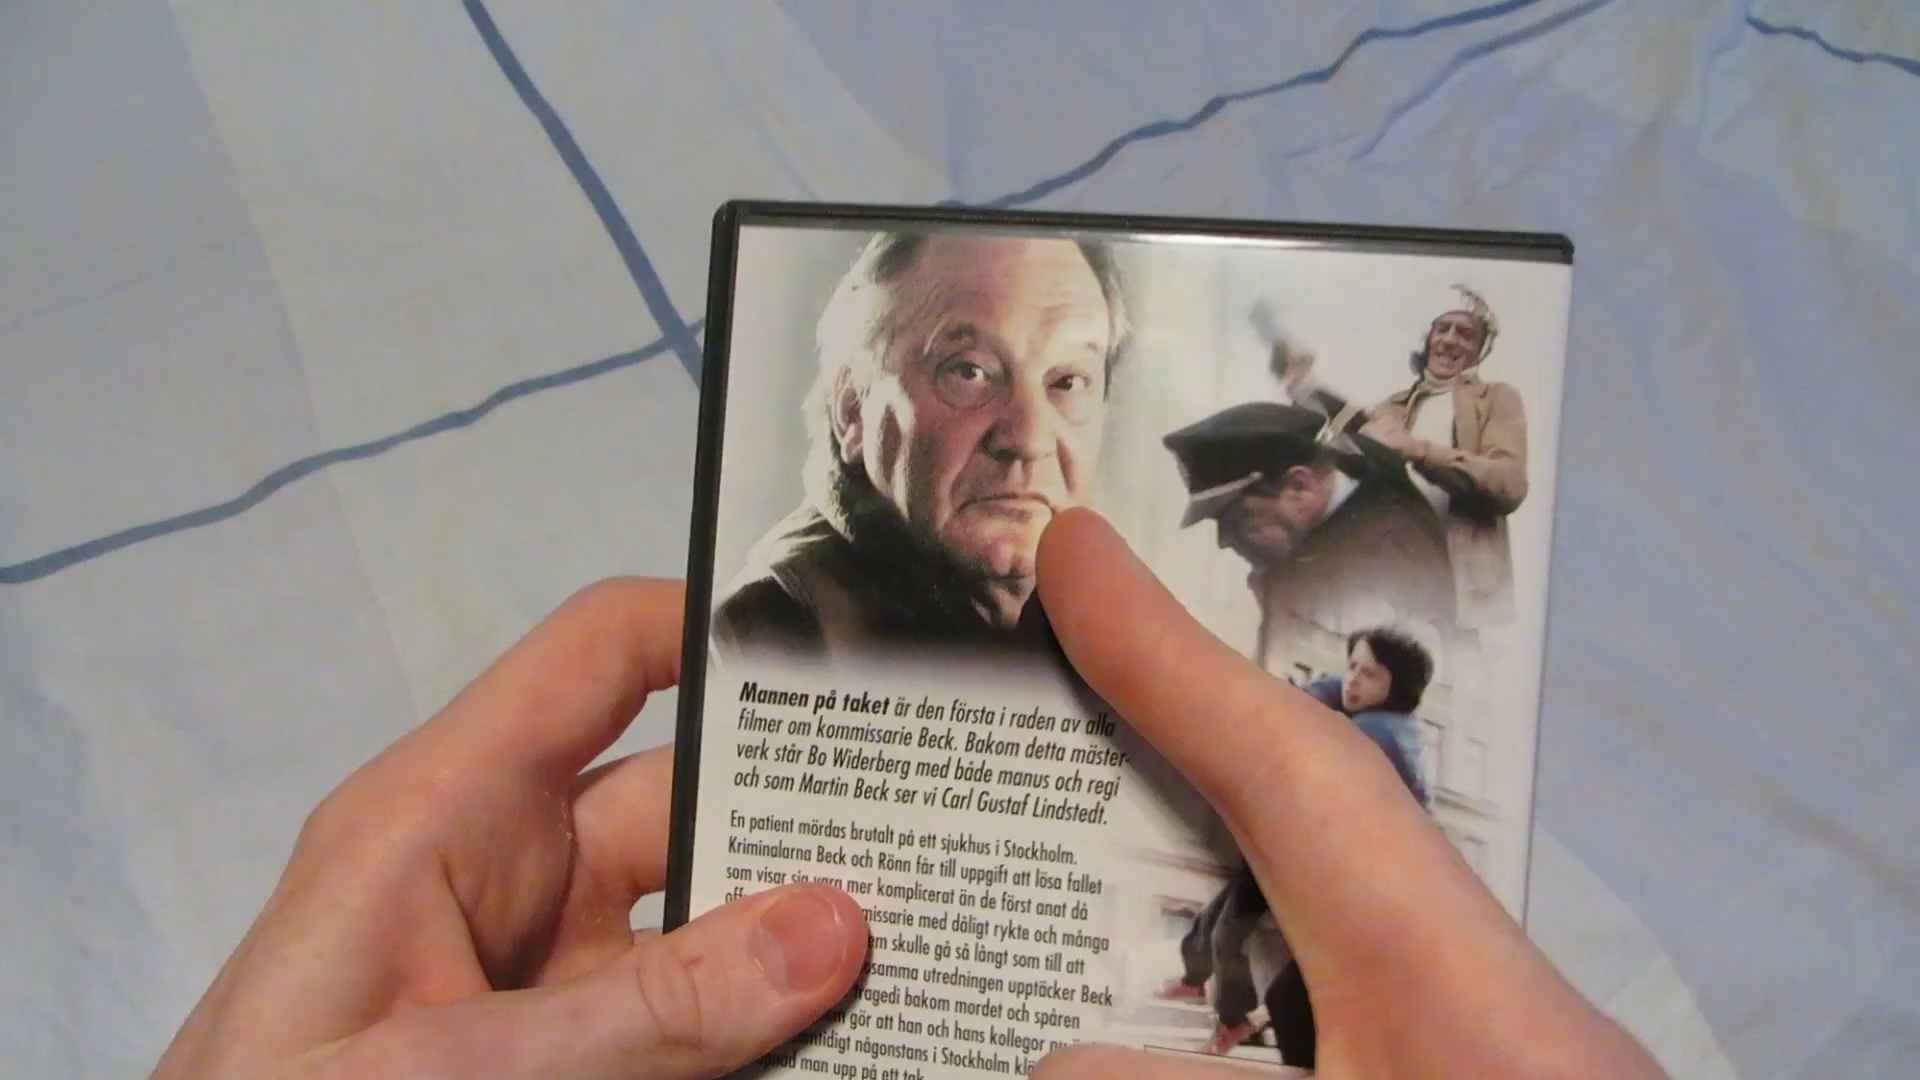 Mannen på taket är den första i raden av alla
filmer om kommissarie Beck. Bakom detta mäster-
verk står Bo Widerberg med både manus och regi
och som Martin Beck ser vi Carl Gustaf Lindstedt.
En patient mördas brutalt på ett sjukhus i Stockholm.
Kriminalarna Beck och Rönn får till uppgift att lösa fallet
som visar sig vara mer komplicerat än de först anat då
med dåligt rykte och många
skulle gå så långt som till att
utredningen upptäcker Beck
tragedi bakom mordet och spåren
gör att han och hans kollegor
någonstans i Stockholm
man upp på ett tak